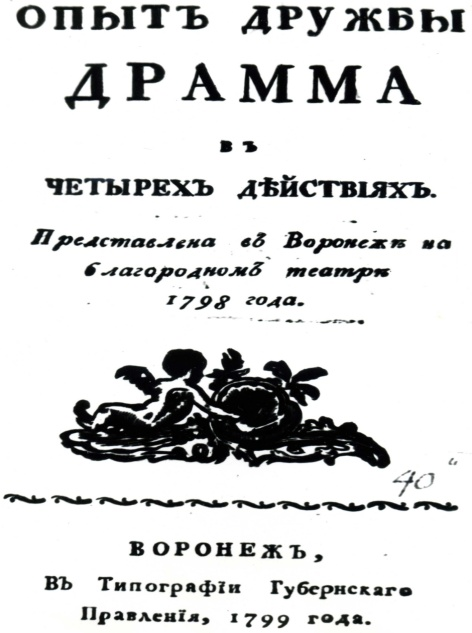 ОПЫТЪ ДРУЖБЫ
ДРАММА
ВЪ
ЧЕТЫРЕХЪ ДѢЙСТВІЯХЪ.
Представлена въ Воронежѣ на
благородномъ театрѣ
1798 года.
40
ВОРОНЕЖЪ,
Въ Типографіи Губернскаго
Правленія, 1799 года.